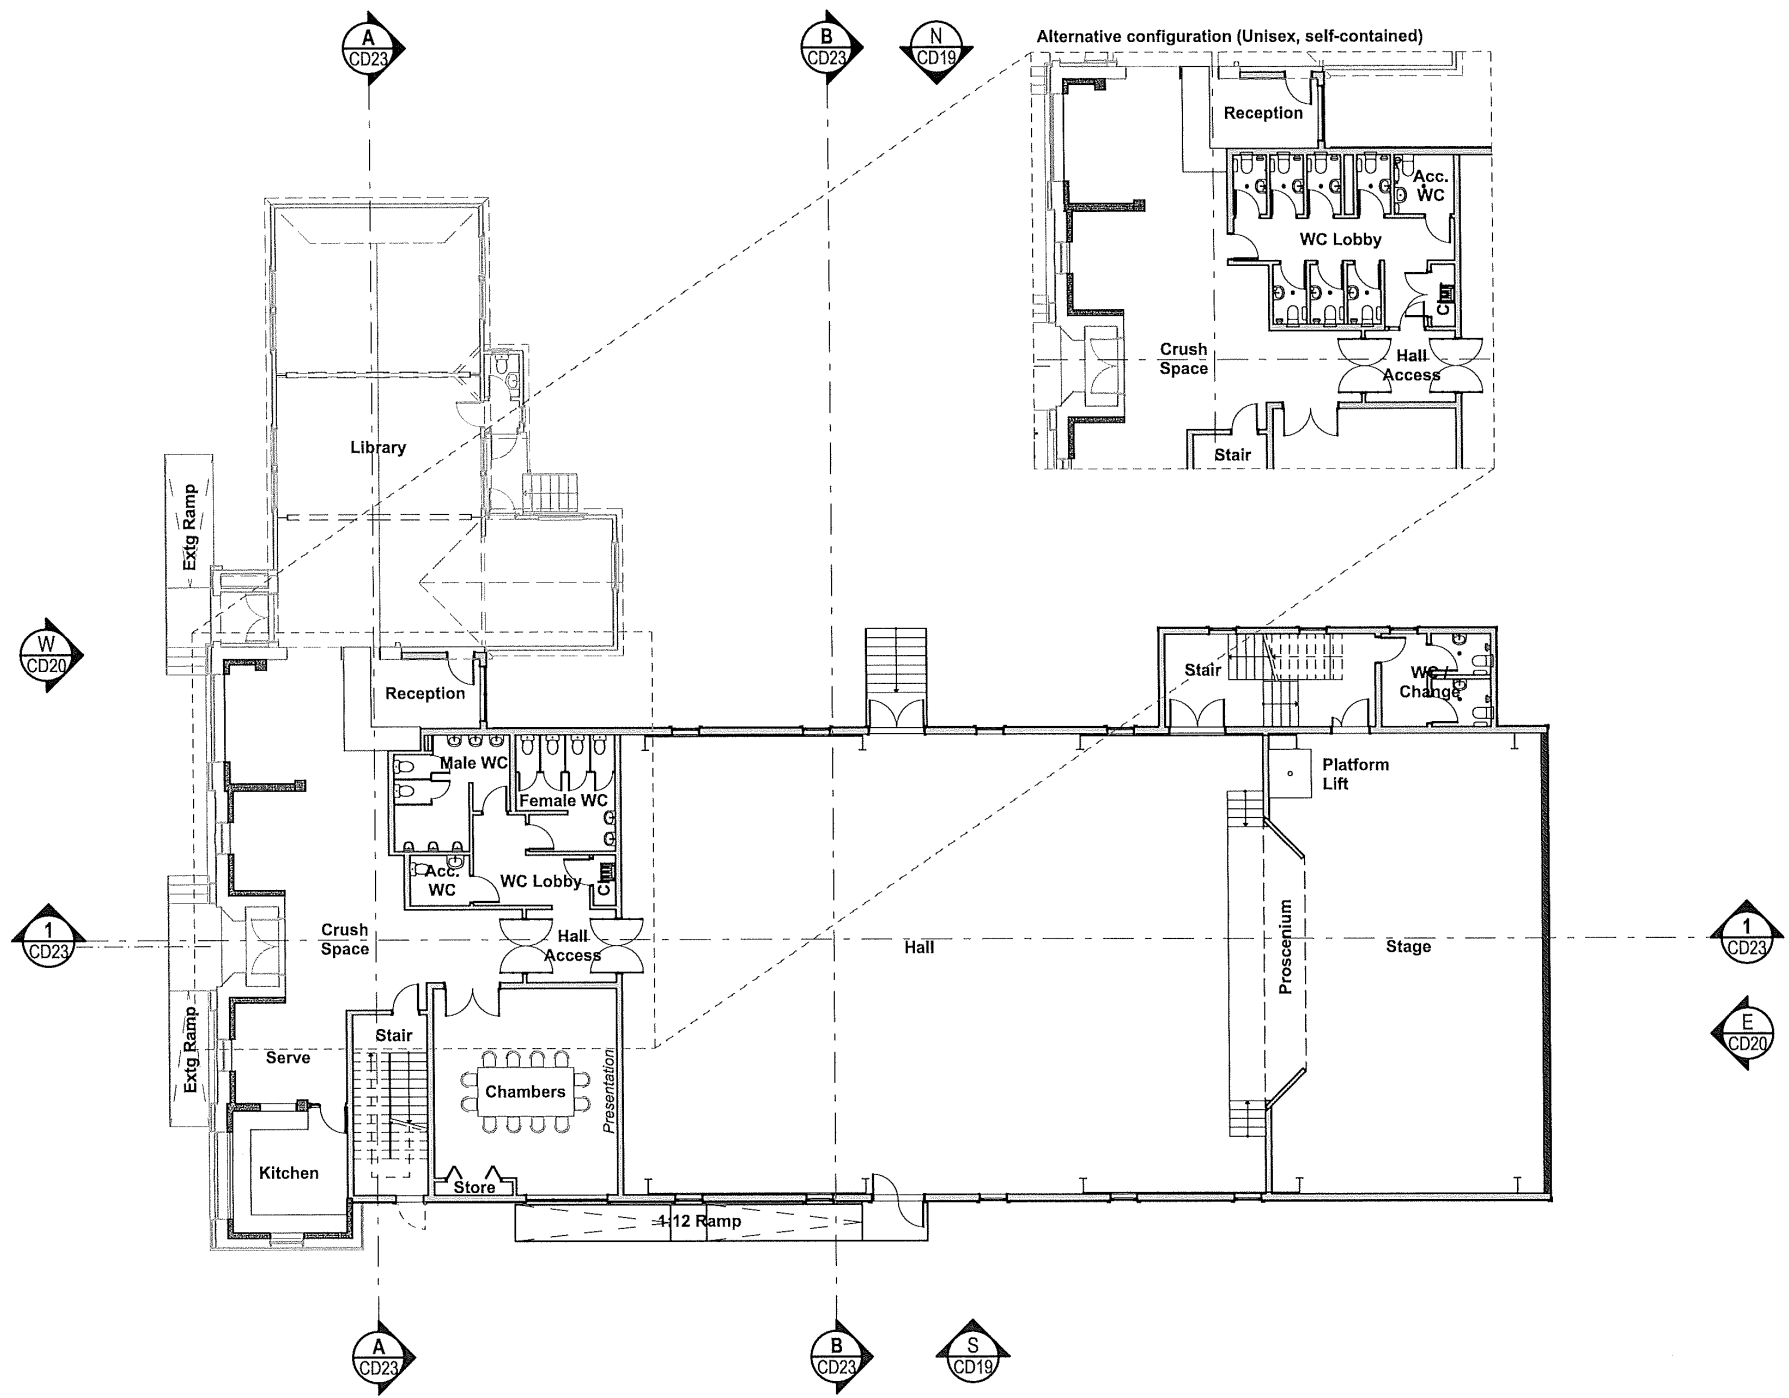 A
CD23
B
CD23
N
CD19
Alternative configuration (Unisex, self-contained)
Reception
Acc.
WC
WC Lobby
Clnr
Crush
Space
Hall
Access
Stair
Library
Extg Ramp
W
CD20
Reception
Stair
WC /
Change
Male WC
Female WC
Platform
Lift
Acc.
WC
WC Lobby
1
CD23
Crush
Space
Hall
Access
Hall
Proscenium
Stage
1
CD23
Extg Ramp
Serve
Stair
Chambers
Presentation
E
CD20
Kitchen
Store
1:12 Ramp
A
CD23
B
CD23
S
CD19